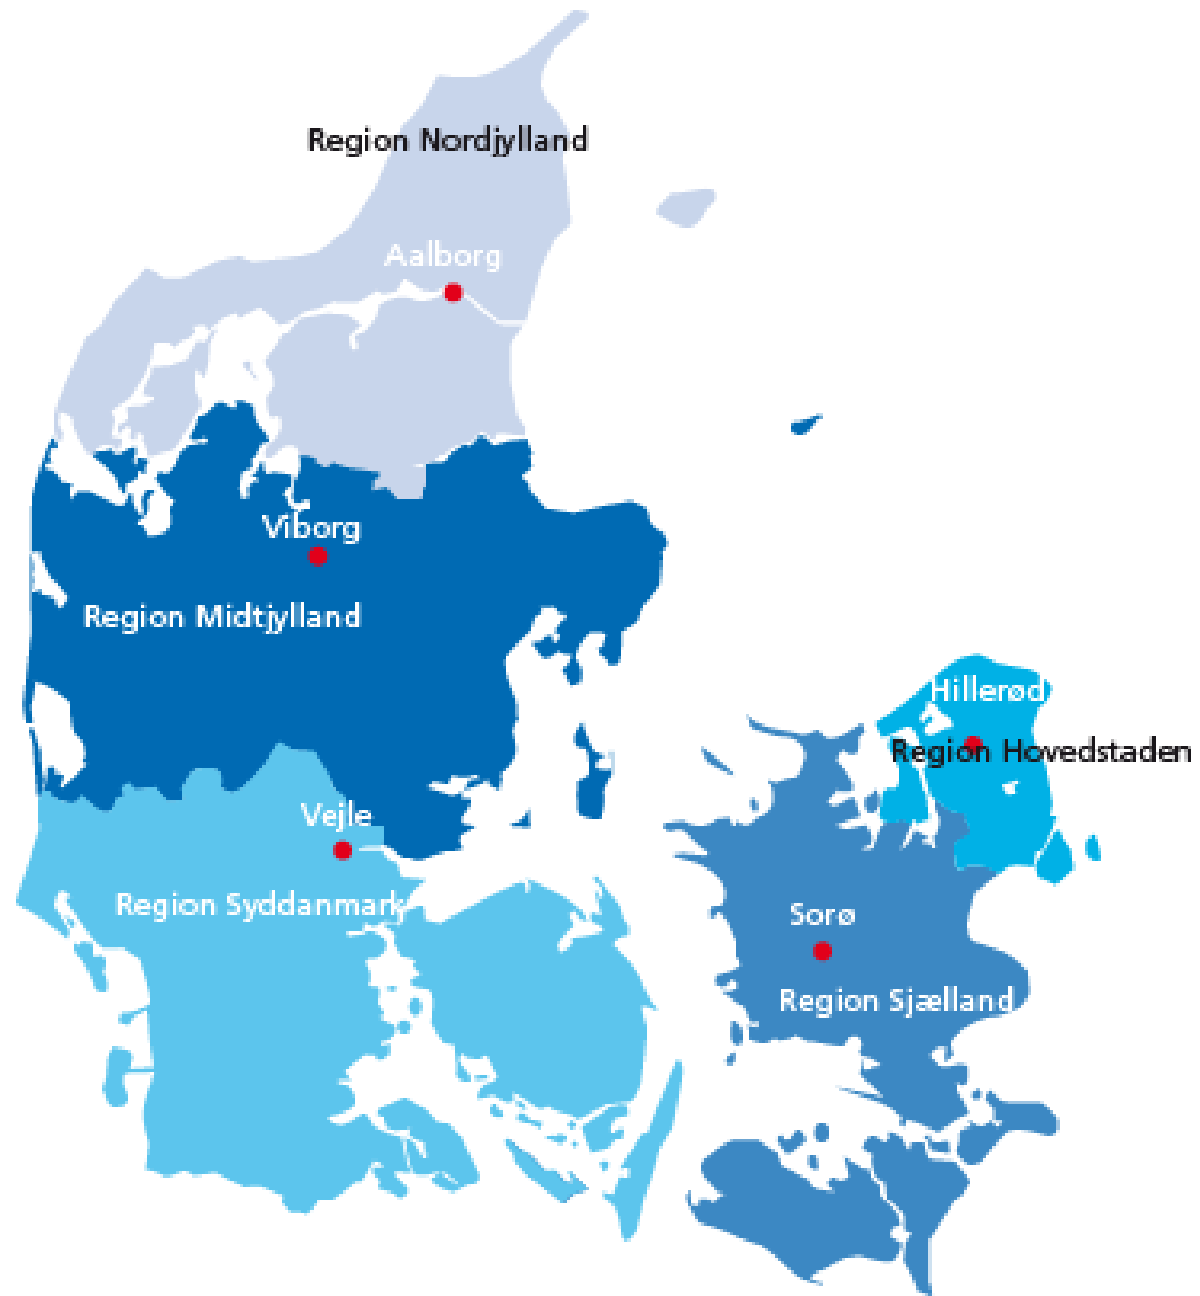 Region Nordjylland
Aalborg
Viborg
Region Midtjylland
Hillerød
Region Hovedstaden
Vejle
Region Syddanmark
Sorø
Region Sjælland